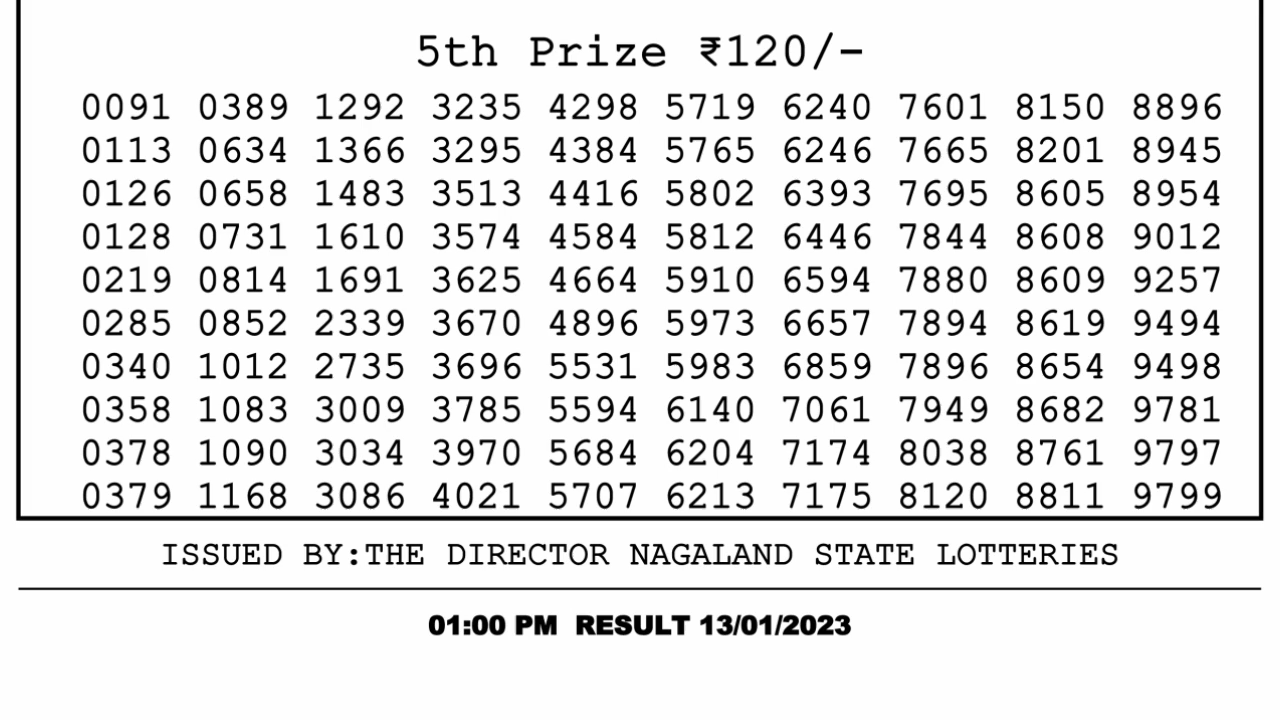 5th Prize ₹120/-
0091 0389 1292 3235 4298 5719 6240 7601 8150 8896
0113 0634 1366 3295 4384 5765 6246 7665 8201 8945
0126 0658 1483 3513 4416 5802 6393 7695 8605 8954
0128 0731 1610 3574 4584 5812 6446 7844 8608 9012
0219 0814 1691 3625 4664 5910 6594 7880 8609 9257
0285 0852 2339 3670 4896 5973 6657 7894 8619 9494
0340 1012 2735 3696 5531 5983 6859 7896 8654 9498
0358 1083 3009 3785 5594 6140 7061 7949 8682 9781
0378 1090 3034 3970 5684 6204 7174 8038 8761 9797
0379 1168 3086 4021 5707 6213 7175 8120 8811 9799
ISSUED BY:THE DIRECTOR NAGALAND STATE LOTTERIES
01:00 PM RESULT 13/01/2023